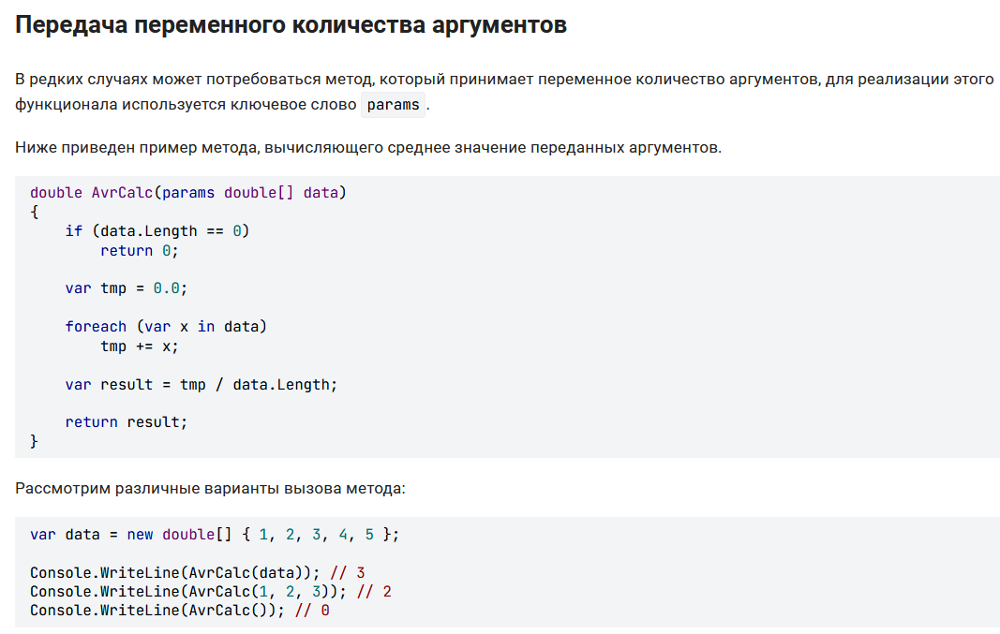 Передача переменного количества аргументов
В редких случаях может потребоваться метод, который принимает переменное количество аргументов, для реализации этого
функционала используется ключевое слово params .
Ниже приведен пример метода, вычисляющего среднее значение переданных аргументов.
double AvrCalc(params double[] data)
{
    if (data.Length == 0)
        return 0;
    var tmp = 0.0;
    foreach (var x in data)
        tmp += x;
    var result = tmp / data.Length;
    return result;
}
Рассмотрим различные варианты вызова метода:
var data = new double[] { 1, 2, 3, 4, 5 };
Console.WriteLine(AvrCalc(data)); // 3
Console.WriteLine(AvrCalc(1, 2, 3)); // 2
Console.WriteLine(AvrCalc()); // 0